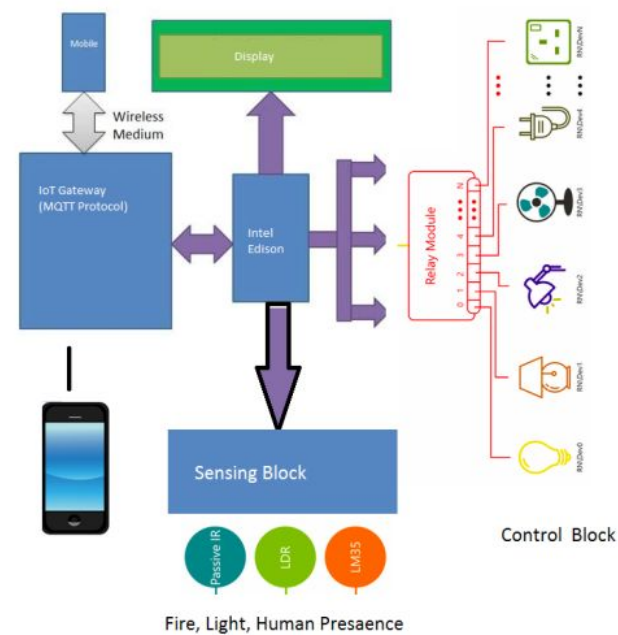 Mobile
Display
Wireless
Medium
IoT Gateway
(MQTT Protocol)
Intel
Edison
Relay Module
N
4
3
2
1
0
RN\DevN
RN\Dev4
RN\Dev3
RN\Dev2
RN\Dev1
RN\Dev0
Sensing Block
Passive IR
LDR
LM35
Control Block
Fire, Light, Human Presaence